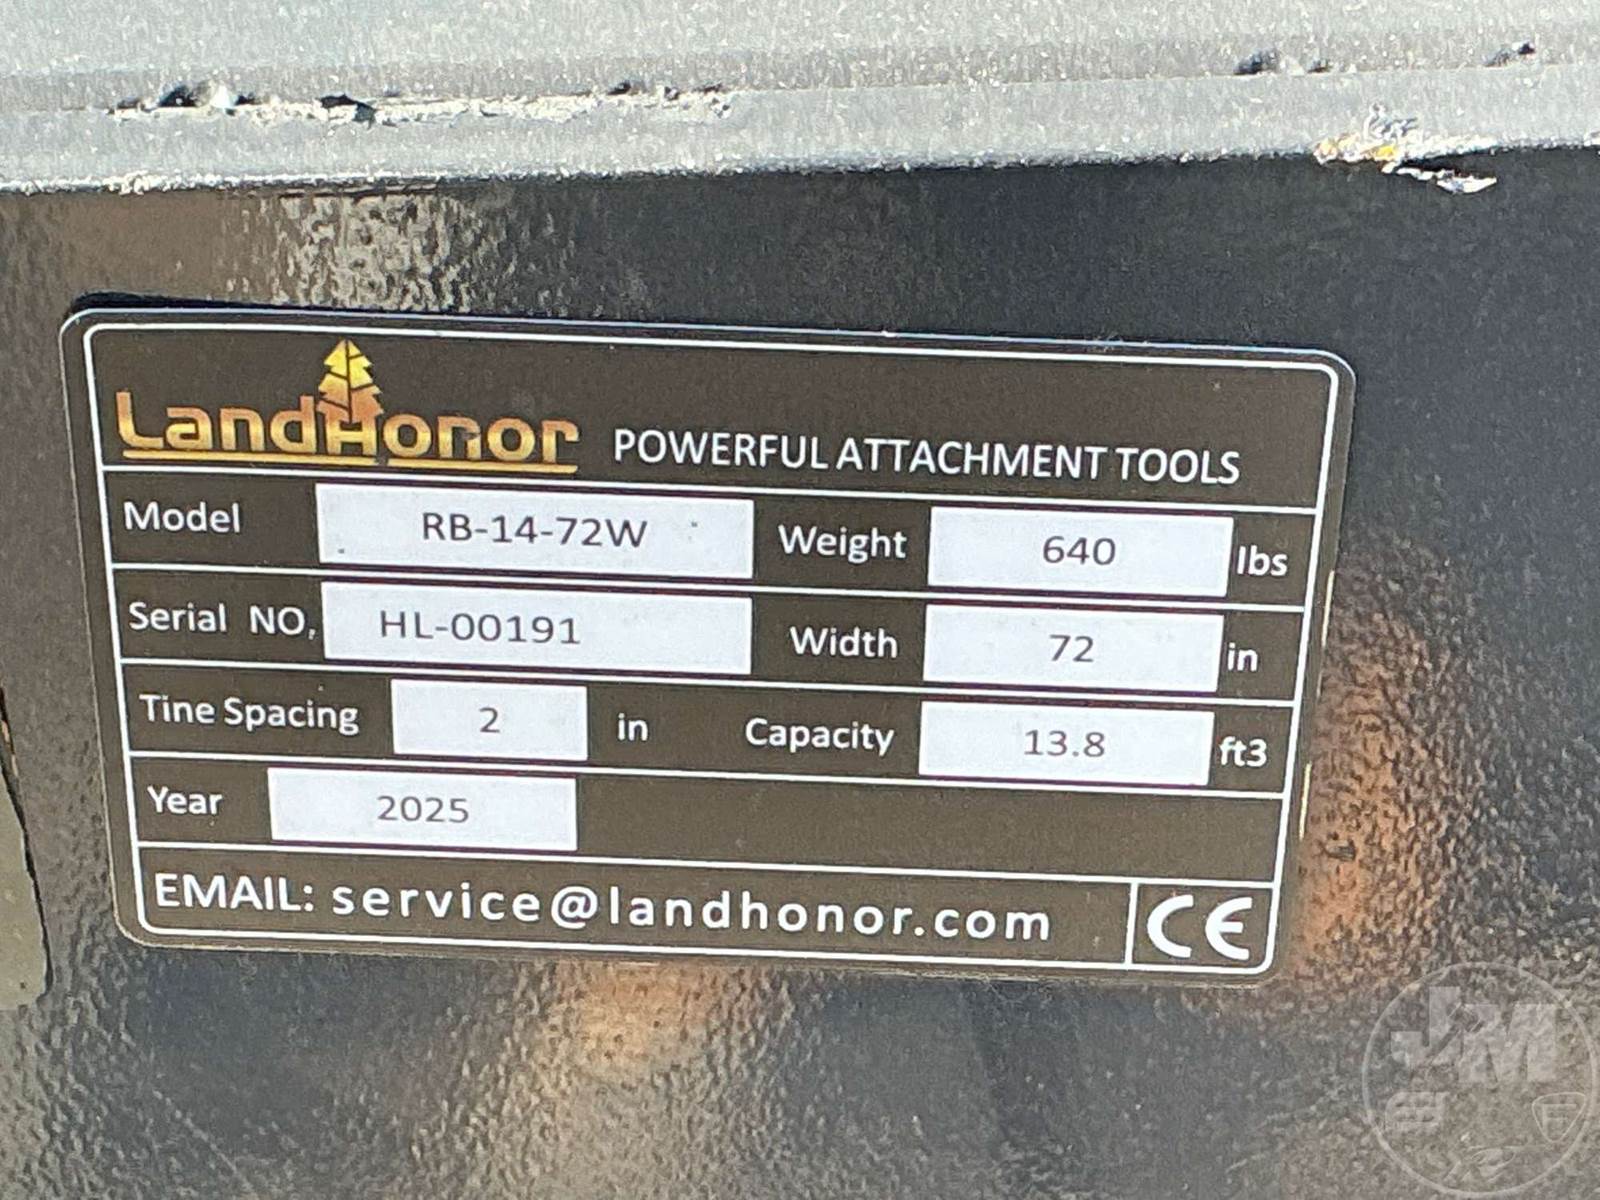 LandHonor POWERFUL ATTACHMENT TOOLS
Model RB-14-72W Weight 640 lbs
Serial NO, HL-00191 Width 72 in
Tine Spacing 2 in Capacity 13.8 ft3
Year 2025
EMAIL: service@landhonor.com CE
JM